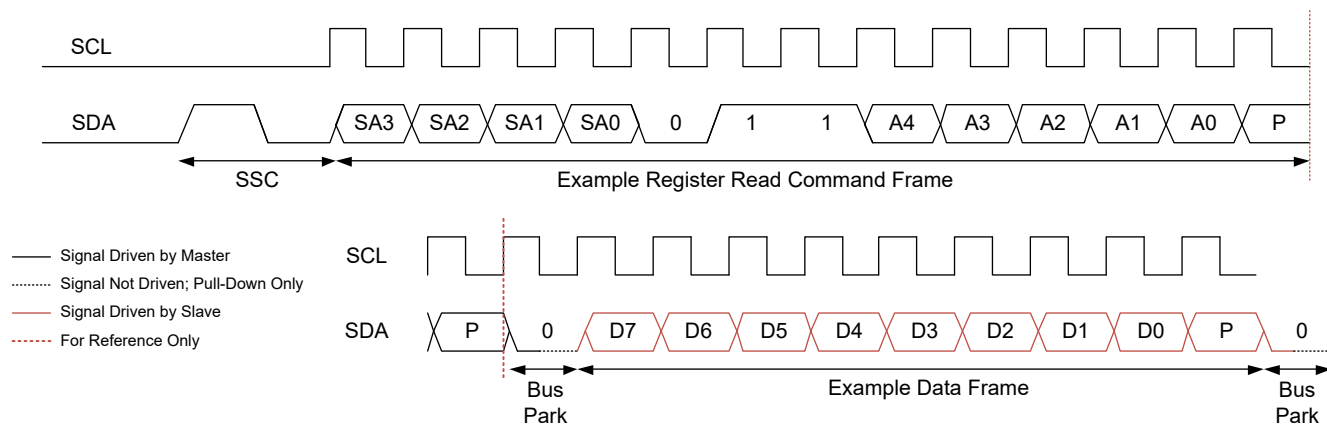 SCL
SDA SA3 SA2 SA1 SA0 0 1 1 A4 A3 A2 A1 A0 P
SSC Example Register Read Command Frame
SCL
Signal Driven by Master
Signal Not Driven; Pull-Down Only
Signal Driven by Slave
For Reference Only
SDA P 0 D7 D6 D5 D4 D3 D2 D1 D0 P 0
Bus Park
Example Data Frame
Bus Park